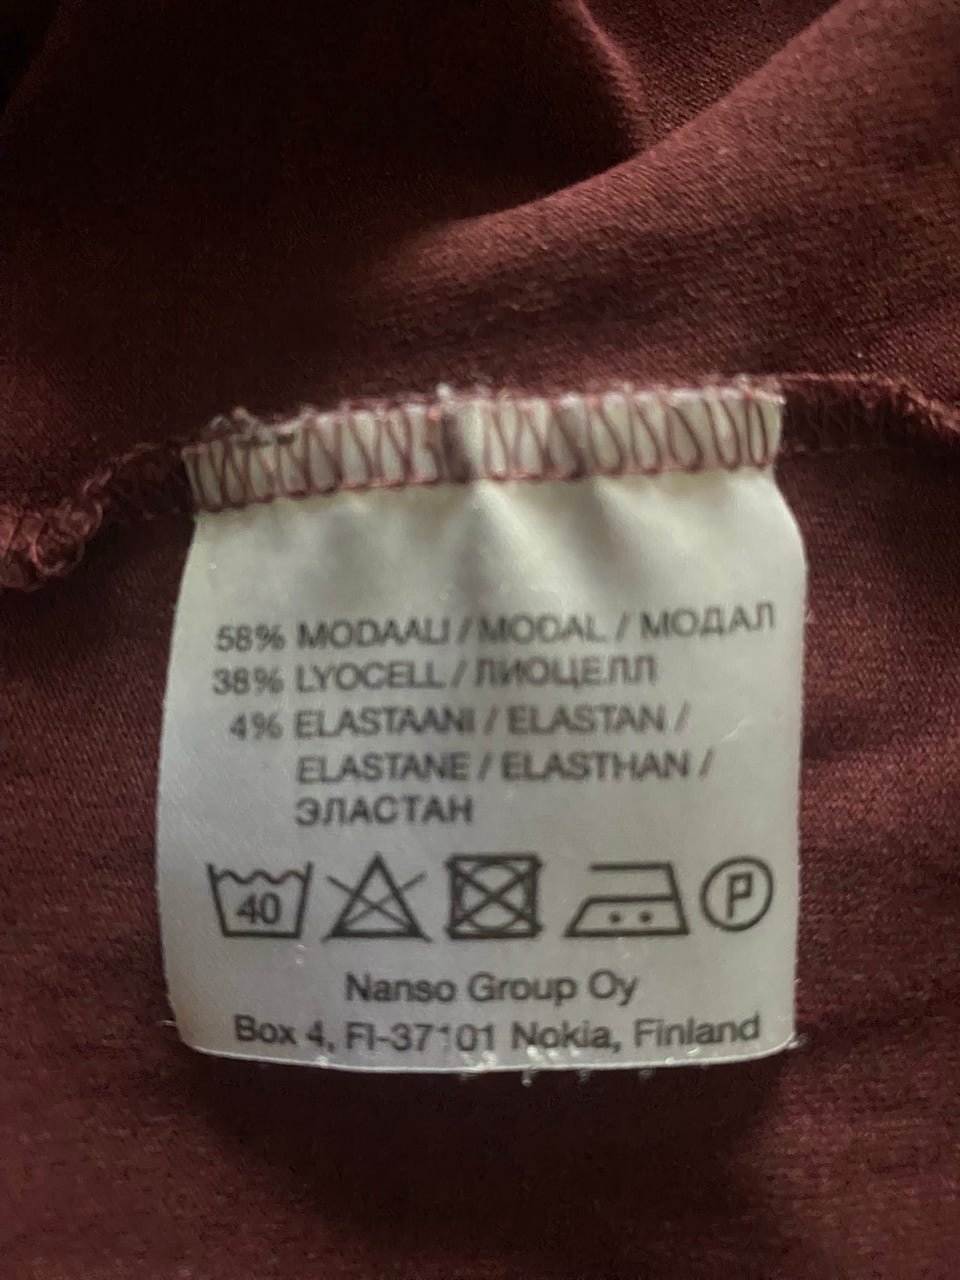 58% MODAALI / MODAL / МОДАЛ
38% LYOCELL / ЛИОЦЕЛЛ
4% ELASTAANI / ELASTAN /
ELASTANE / ELASTHAN /
ЭЛАСТАН
40 P
Nanso Group Oy
Box 4, FI-37101 Nokia, Finland